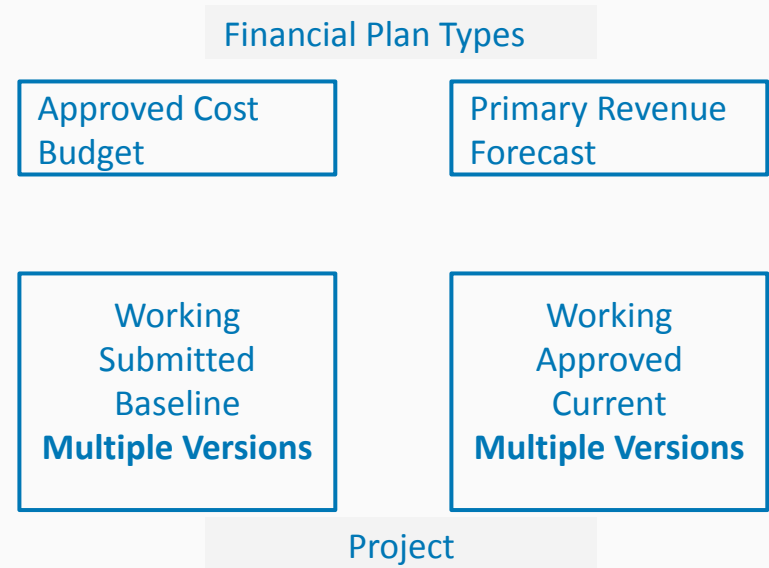 Financial Plan Types
Approved Cost
Budget
Primary Revenue
Forecast
Working
Submitted
Baseline
Multiple Versions
Working
Approved
Current
Multiple Versions
Project